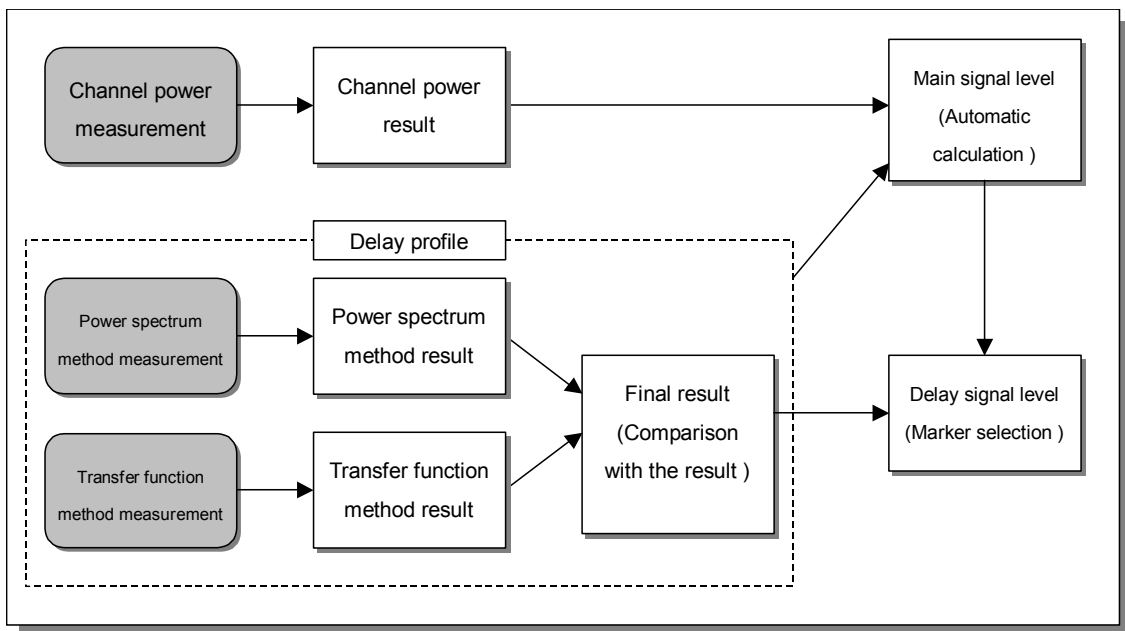 Channel power
measurement
Channel power
result
Main signal level
(Automatic
calculation )
Delay profile
Power spectrum
method measurement
Power spectrum
method result
Transfer function
method measurement
Transfer function
method result
Final result
(Comparison
with the result )
Delay signal level
(Marker selection )